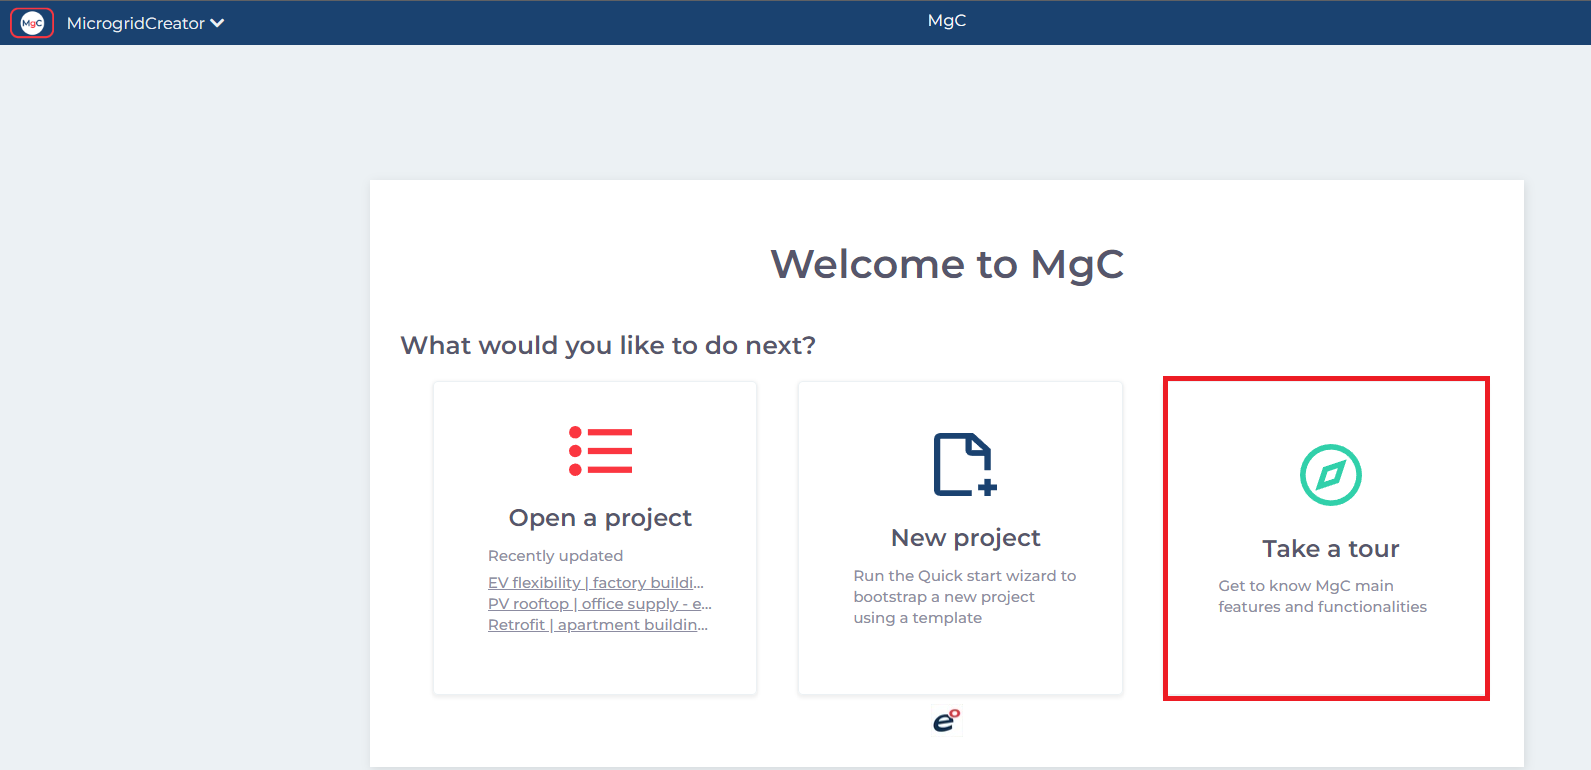 MgC MicrogridCreator
MgC
Welcome to MgC
What would you like to do next?
Open a project
Recently updated
EV flexibility | factory buildi...
PV rooftop | office supply - e...
Retrofit | apartment buildin...
New project
Run the Quick start wizard to
bootstrap a new project
using a template
Take a tour
Get to know MgC main
features and functionalities
e°